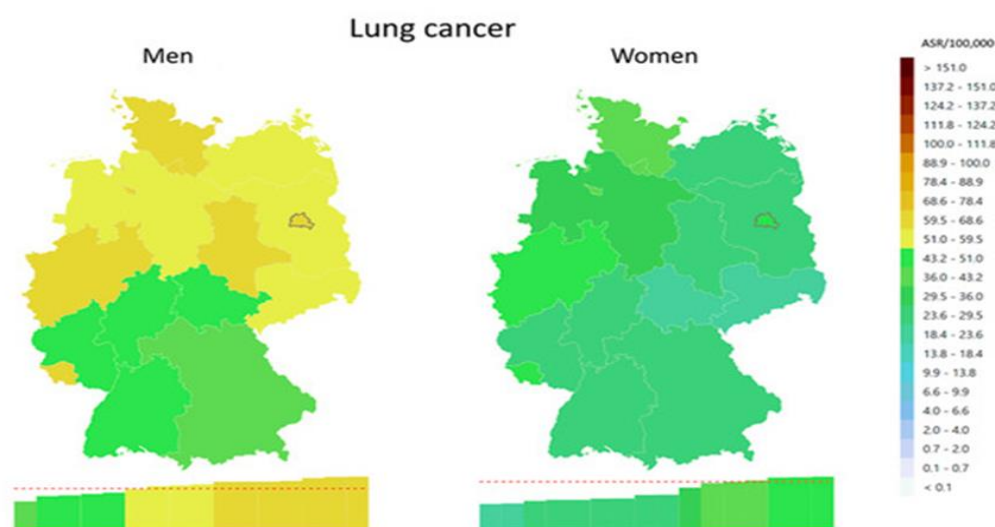 Lung cancer
Men
Women
ASR/100,000
> 151.0
137.2 - 151.0
124.2 - 137.2
111.8 - 124.2
100.0 - 111.8
88.9 - 100.0
78.4 - 88.9
68.6 - 78.4
59.5 - 68.6
51.0 - 59.5
43.2 - 51.0
36.0 - 43.2
29.5 - 36.0
23.6 - 29.5
18.4 - 23.6
13.8 - 18.4
9.9 - 13.8
6.6 - 9.9
4.0 - 6.6
2.0 - 4.0
0.7 - 2.0
0.1 - 0.7
< 0.1